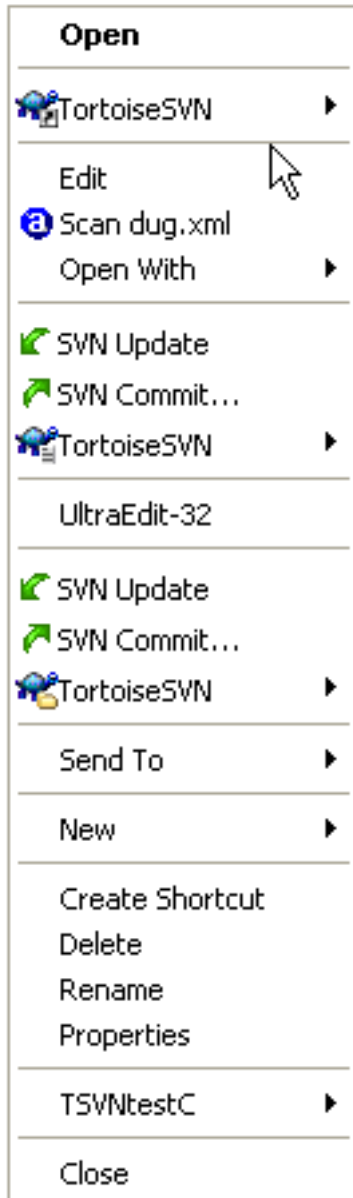 Open
TortoiseSVN
Edit
Scan dug.xml
Open With
SVN Update
SVN Commit...
TortoiseSVN
UltraEdit-32
SVN Update
SVN Commit...
TortoiseSVN
Send To
New
Create Shortcut
Delete
Rename
Properties
TSVNtestC
Close